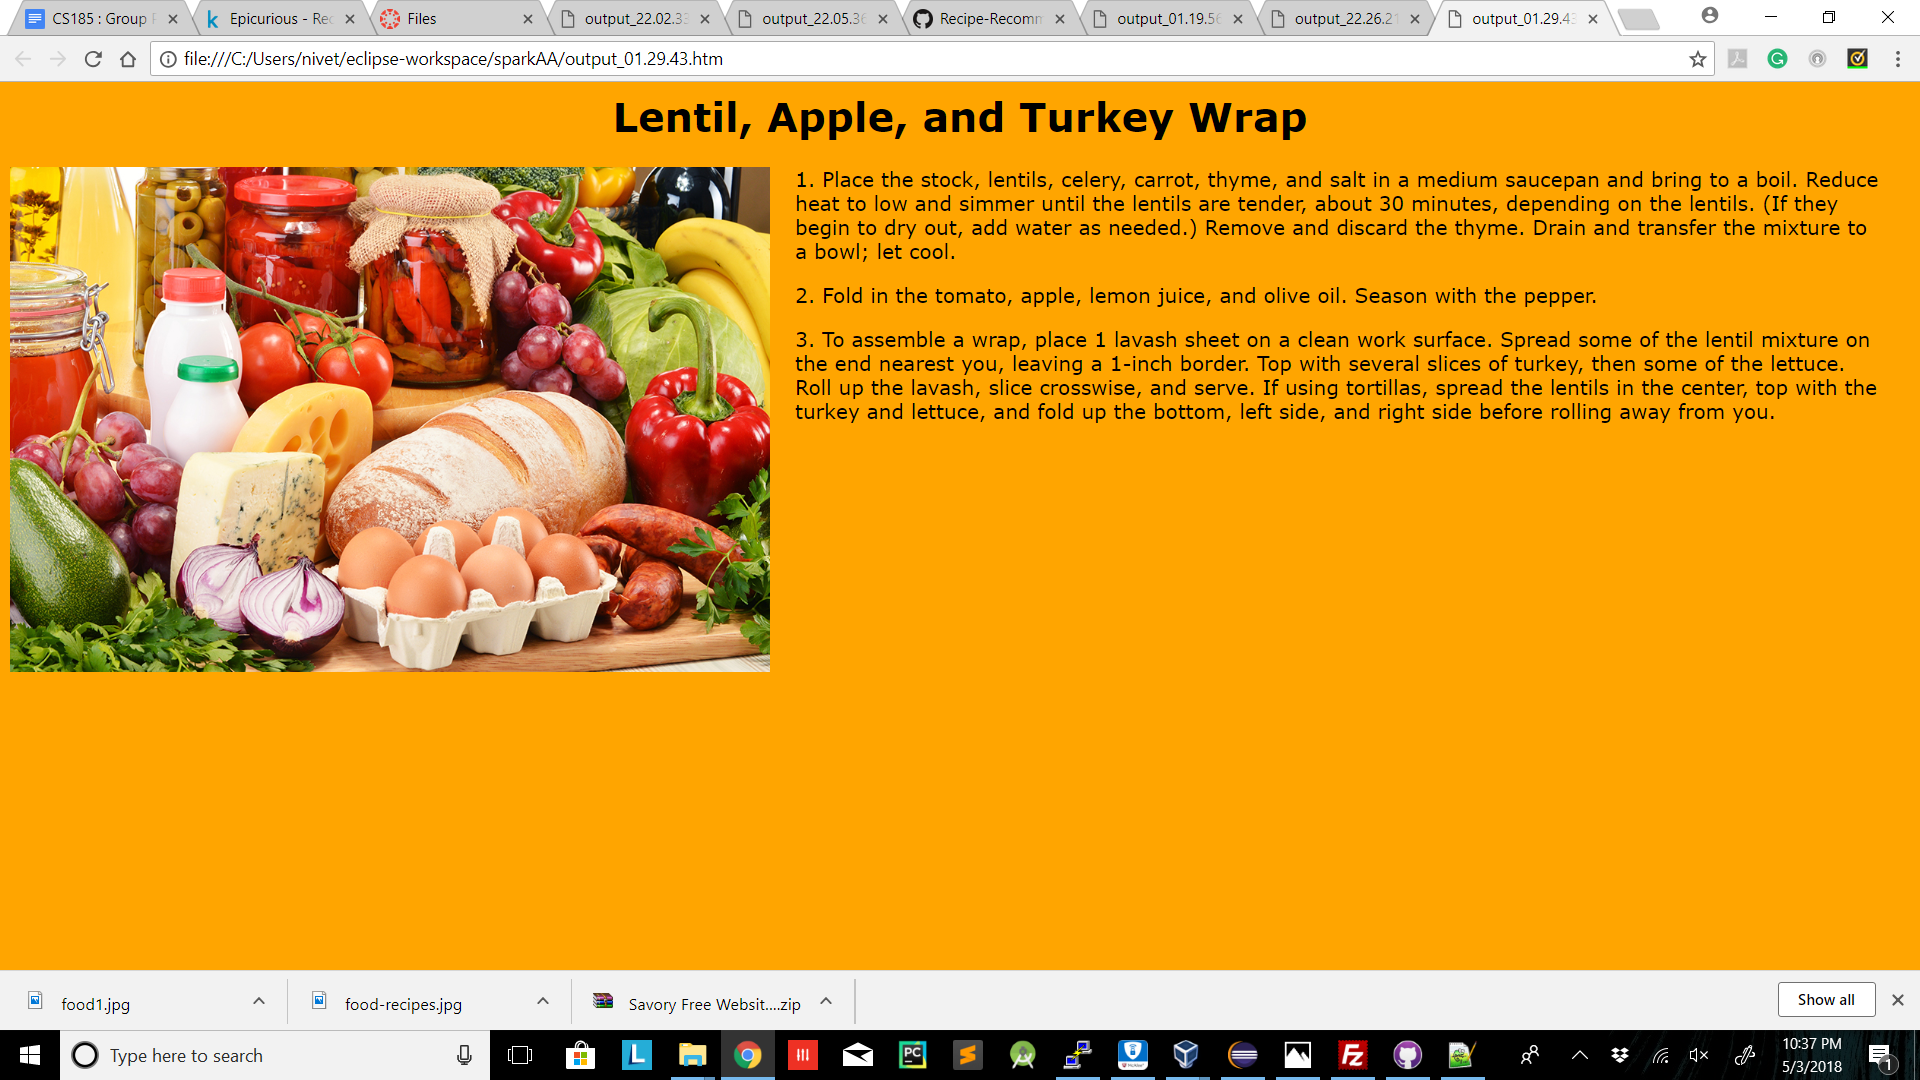 CS185 : Group
Epicurious - Rec
Files
output_22.02.33
output_22.05.36
Recipe-Recomm
output_01.19.56
output_22.26.21
output_01.29.43
file:///C:/Users/nivet/eclipse-workspace/sparkAA/output_01.29.43.htm
Lentil, Apple, and Turkey Wrap
1. Place the stock, lentils, celery, carrot, thyme, and salt in a medium saucepan and bring to a boil. Reduce
heat to low and simmer until the lentils are tender, about 30 minutes, depending on the lentils. (If they
begin to dry out, add water as needed.) Remove and discard the thyme. Drain and transfer the mixture to
a bowl; let cool.
2. Fold in the tomato, apple, lemon juice, and olive oil. Season with the pepper.
3. To assemble a wrap, place 1 lavash sheet on a clean work surface. Spread some of the lentil mixture on
the end nearest you, leaving a 1-inch border. Top with several slices of turkey, then some of the lettuce.
Roll up the lavash, slice crosswise, and serve. If using tortillas, spread the lentils in the center, top with the
turkey and lettuce, and fold up the bottom, left side, and right side before rolling away from you.
food1.jpg
food-recipes.jpg
Savory Free Websit....zip
Show all
Type here to search
10:37 PM
5/3/2018
1